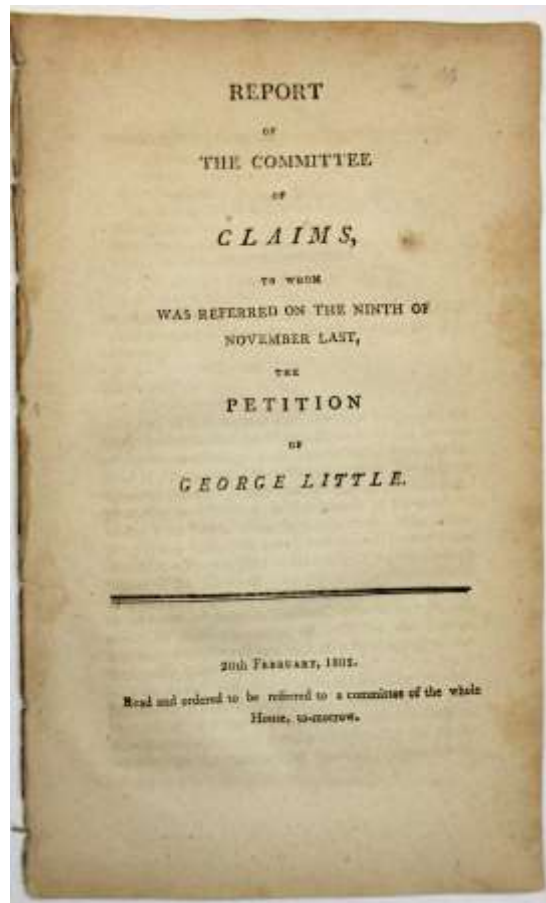 REPORT
OF
THE COMMITTEE
OF
CLAIMS,
TO WHOM
WAS REFERRED ON THE NINTH OF
NOVEMBER LAST,
THE
PETITION
OF
GEORGE LITTLE.
20th FEBRUARY, 1805.
Read and ordered to be referred to a committee of the whole
House, to-morrow.